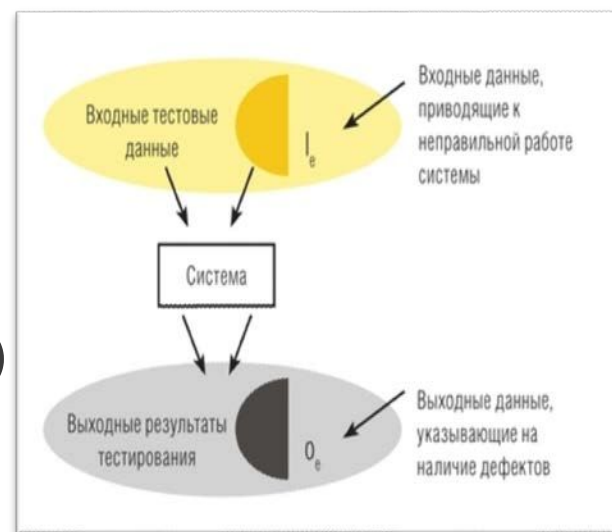 Входные тестовые
данные
I
e
Входные данные,
приводящие к
неправильной работе
системы
Система
Выходные результаты
тестирования
O
e
Выходные данные,
указывающие на
наличие дефектов